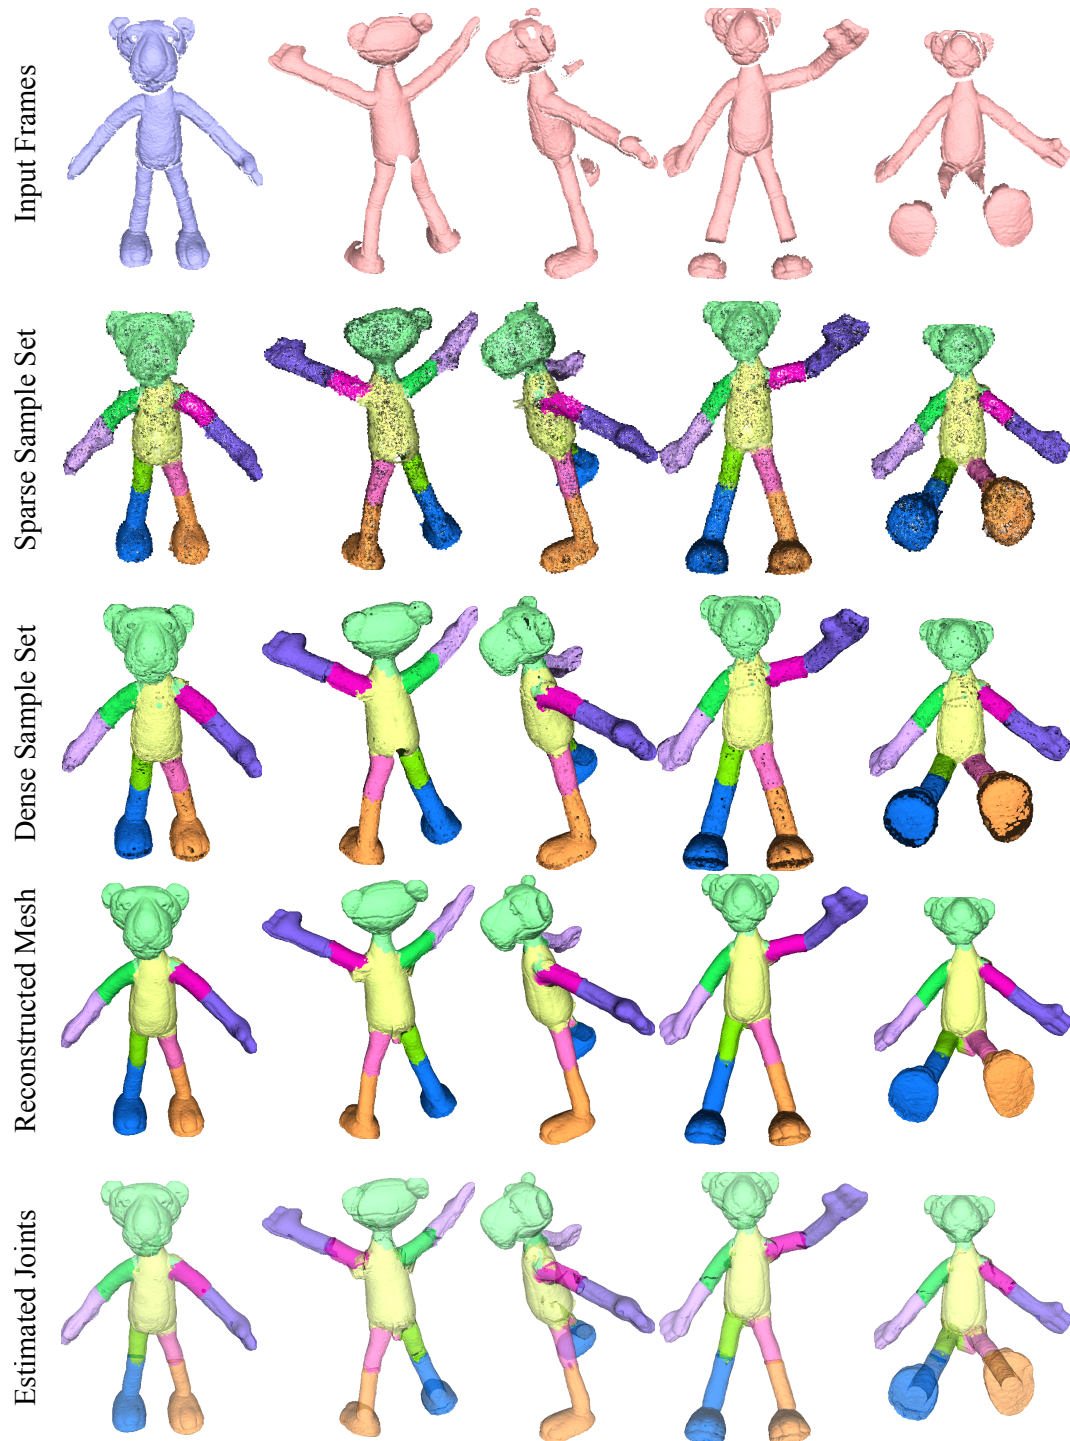 Input Frames
Sparse Sample Set
Dense Sample Set
Reconstructed Mesh
Estimated Joints